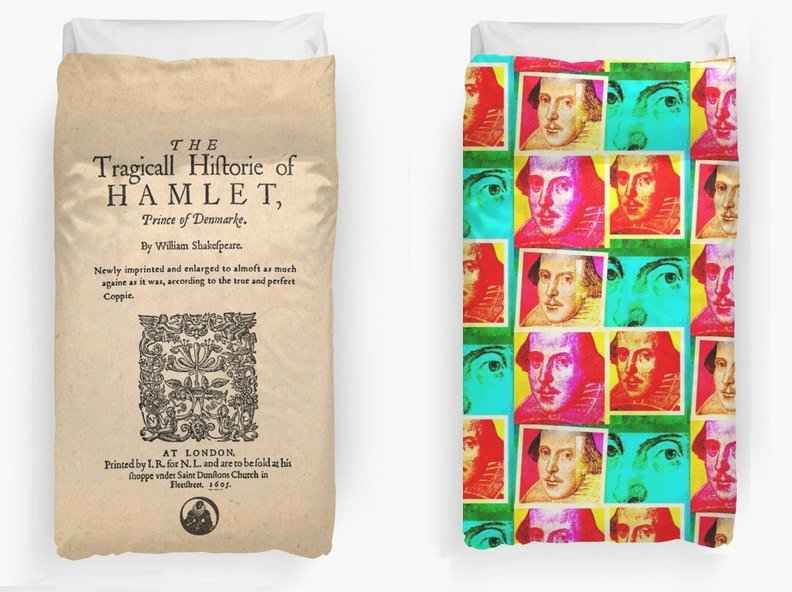 THE
Tragicall Hiſtorie of
HAMLET,
Prince of Denmarke.
By William Shakeſpeare.
Newly imprinted and enlarged to almoſt as much
againe as it was, according to the true and perfect
Coppie.
AT LONDON,
Printed by I. R. for N. L. and are to be ſold at his
ſhoppe vnder Saint Dunſtons Church in
Fleetſtreet. 1605.